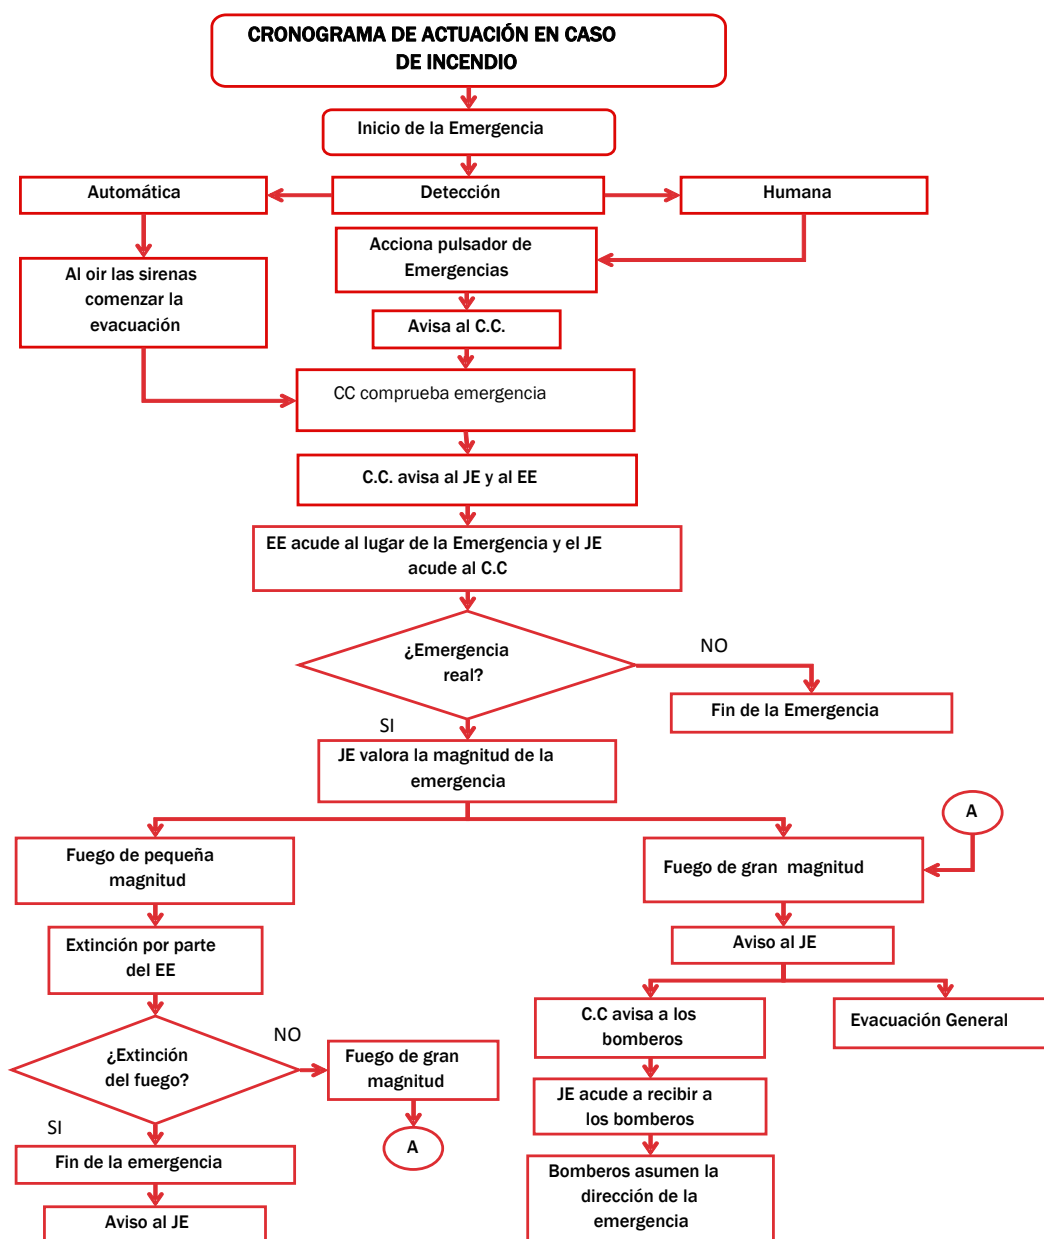 CRONOGRAMA DE ACTUACIÓN EN CASO
DE INCENDIO
Inicio de la Emergencia
Automática
Detección
Humana
Acciona pulsador de
Emergencias
Al oir las sirenas
comenzar la
evacuación
Avisa al C.C.
CC comprueba emergencia
C.C. avisa al JE y al EE
EE acude al lugar de la Emergencia y el JE
acude al C.C
¿Emergencia
real?
NO
Fin de la Emergencia
SI
JE valora la magnitud de la
emergencia
A
Fuego de pequeña
magnitud
Fuego de gran magnitud
Extinción por parte
del EE
Aviso al JE
C.C avisa a los
bomberos
Evacuación General
¿Extinción
del fuego?
NO
Fuego de gran
magnitud
JE acude a recibir a
los bomberos
SI
A
Fin de la emergencia
Bomberos asumen la
dirección de la
emergencia
Aviso al JE